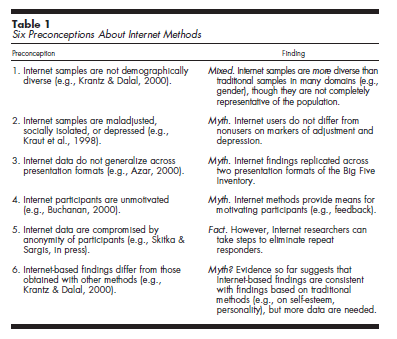 Table 1
Six Preconceptions About Internet Methods
Preconception Finding
1. Internet samples are not demographically
diverse (e.g., Krantz & Dalal, 2000).
Mixed. Internet samples are more diverse than
traditional samples in many domains (e.g.,
gender), though they are not completely
representative of the population.
2. Internet samples are maladjusted,
socially isolated, or depressed (e.g.,
Kraut et al., 1998).
Myth. Internet users do not differ from
nonusers on markers of adjustment and
depression.
3. Internet data do not generalize across
presentation formats (e.g., Azar, 2000).
Myth. Internet findings replicated across
two presentation formats of the Big Five
Inventory.
4. Internet participants are unmotivated
(e.g., Buchanan, 2000).
Myth. Internet methods provide means for
motivating participants (e.g., feedback).
5. Internet data are compromised by
anonymity of participants (e.g., Skitka &
Sargis, in press).
Fact. However, Internet researchers can
take steps to eliminate repeat
responders.
6. Internet-based findings differ from those
obtained with other methods (e.g.,
Krantz & Dalal, 2000).
Myth? Evidence so far suggests that
Internet-based findings are consistent
with findings based on traditional
methods (e.g., on self-esteem,
personality), but more data are needed.